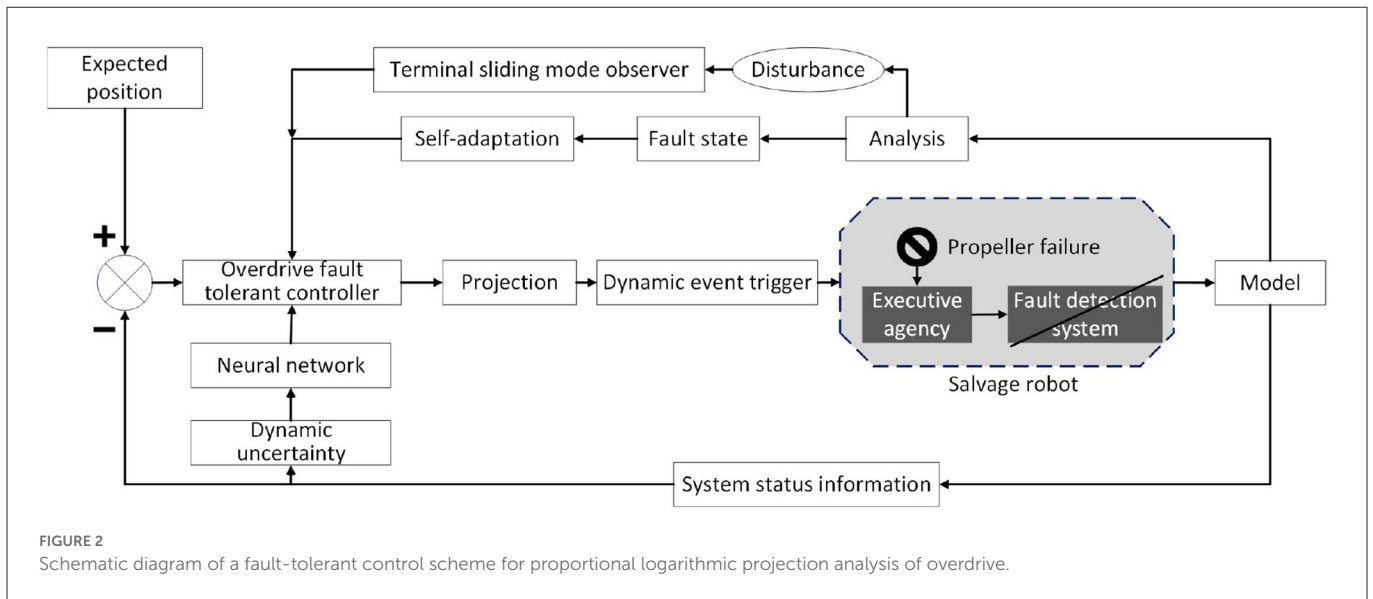 Expected
position
Terminal sliding mode observer
Disturbance
Self-adaptation
Fault state
Analysis
+
Propeller failure
Overdrive fault
tolerant controller
Projection
Dynamic event trigger
Executive
agency
Fault detection
system
Model
−
Neural network
Salvage robot
Dynamic
uncertainty
System status information
FIGURE 2
Schematic diagram of a fault-tolerant control scheme for proportional logarithmic projection analysis of overdrive.